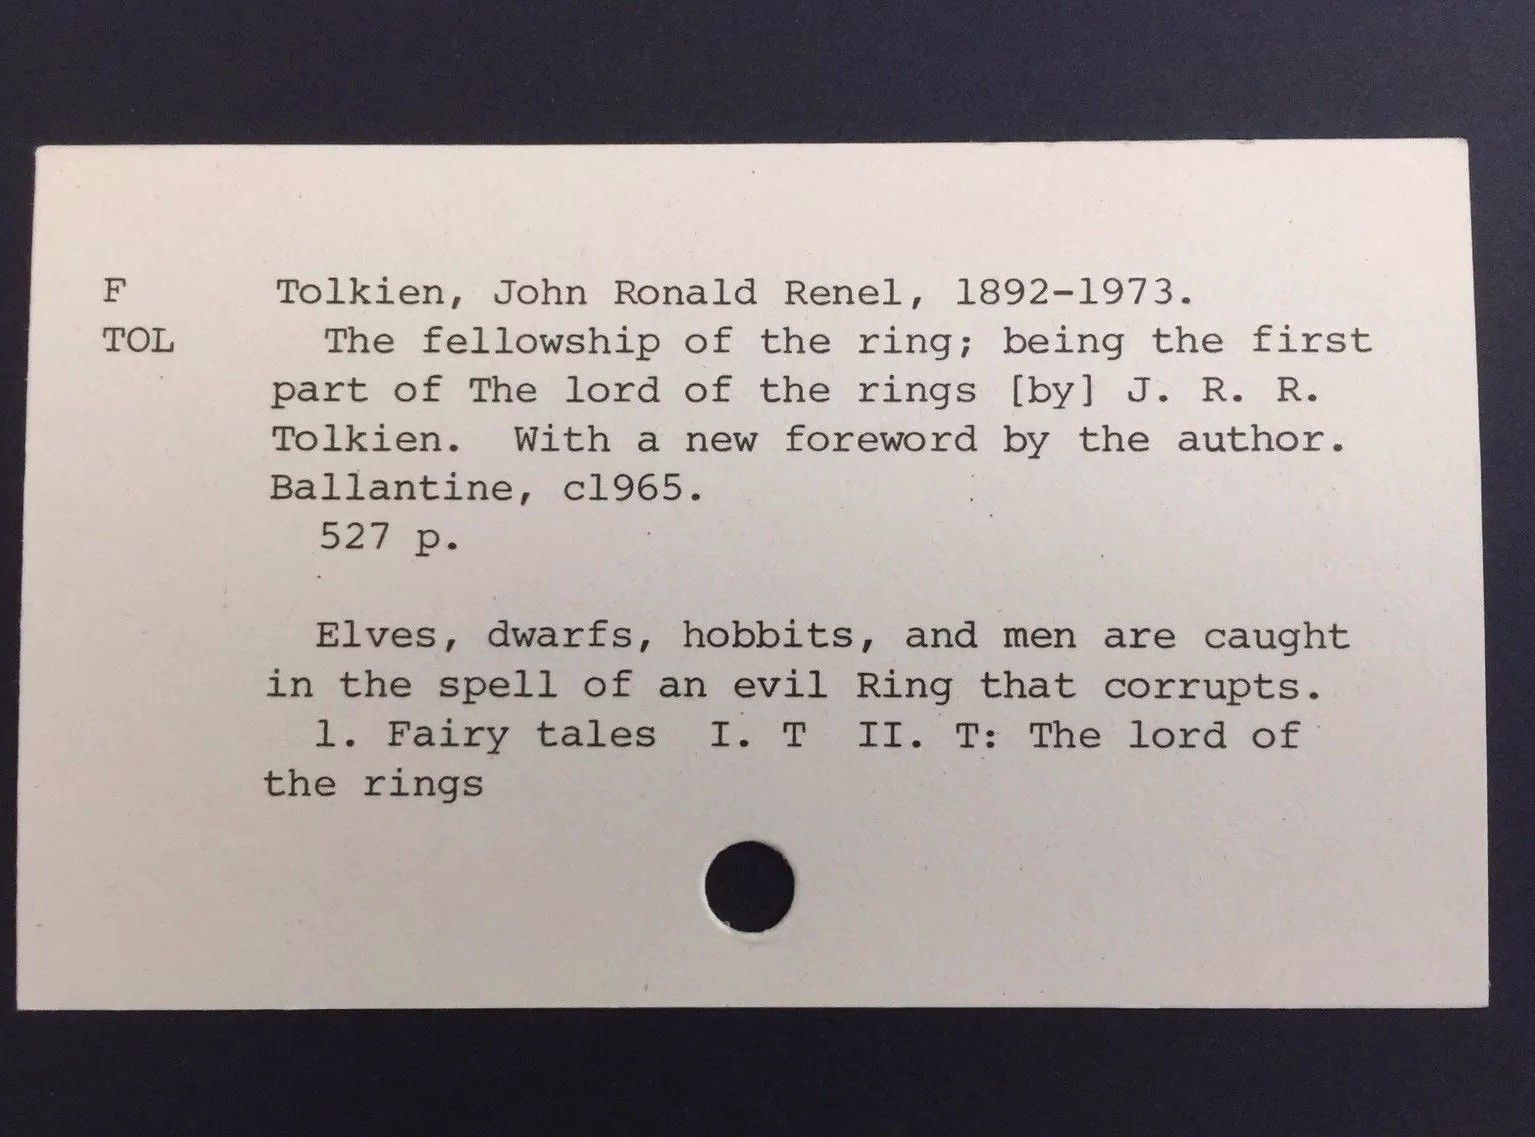 F Tolkien, John Ronald Renel, 1892-1973.
TOL The fellowship of the ring; being the first
part of The lord of the rings [by] J. R. R.
Tolkien. With a new foreword by the author.
Ballantine, c1965.
527 p.
Elves, dwarfs, hobbits, and men are caught
in the spell of an evil Ring that corrupts.
1. Fairy tales I. T II. T: The lord of
the rings